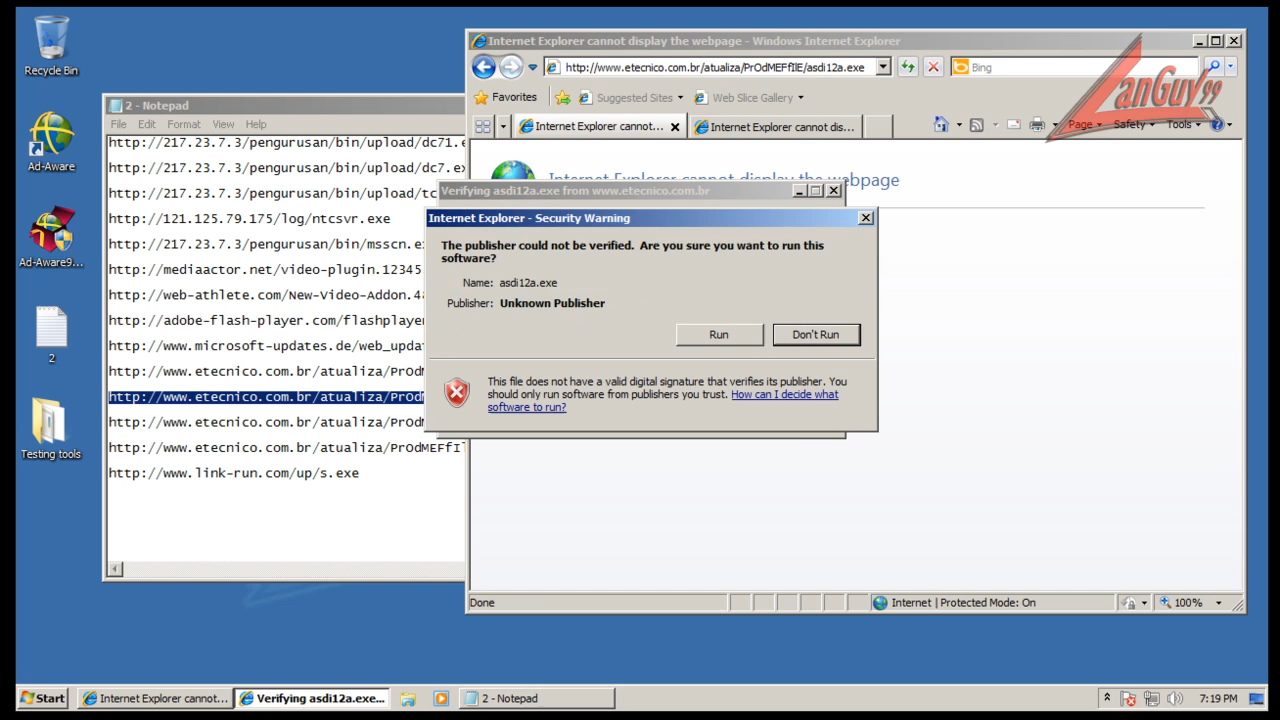 Recycle Bin
Ad-Aware
Ad-Aware9...
2
Testing tools
2 - Notepad
File Edit Format View Help
http://217.23.7.3/pengurusan/bin/upload/dc71.e
http://217.23.7.3/pengurusan/bin/upload/dc7.e
http://217.23.7.3/pengurusan/bin/upload/tc
http://121.125.79.175/log/ntcsvr.exe
http://217.23.7.3/pengurusan/bin/msscn.e
http://mediaactor.net/video-plugin.12345
http://web-athlete.com/New-Video-Addon.48
http://adobe-flash-player.com/flashplayer
http://www.microsoft-updates.de/web_upda
http://www.etecnico.com.br/atualiza/PrOdM
http://www.etecnico.com.br/atualiza/PrOdM
http://www.etecnico.com.br/atualiza/PrOdM
http://www.etecnico.com.br/atualiza/PrOdMEFfIl
http://www.link-run.com/up/s.exe
Internet Explorer cannot display the webpage - Windows Internet Explorer
http://www.etecnico.com.br/atualiza/PrOdMEFfIlE/asdi12a.exe
Bing
Favorites Suggested Sites Web Slice Gallery
Internet Explorer cannot... Internet Explorer cannot dis...
Page Safety Tools
LanGuy99
Internet Explorer cannot display the webpage
Verifying asdi12a.exe from www.etecnico.com.br
Internet Explorer - Security Warning
The publisher could not be verified. Are you sure you want to run this
software?
Name: asdi12a.exe
Publisher: Unknown Publisher
Run Don't Run
This file does not have a valid digital signature that verifies its publisher. You
should only run software from publishers you trust. How can I decide what
software to run?
Done Internet | Protected Mode: On 100%
Start Internet Explorer cannot... Verifying asdi12a.exe... 2 - Notepad 7:19 PM